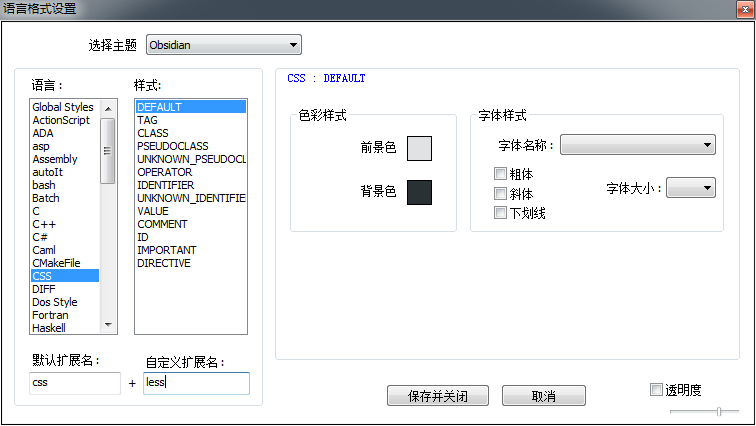 语言格式设置
选择主题 Obsidian
语言：
Global Styles
ActionScript
ADA
asp
Assembly
autoIt
bash
Batch
C
C++
C#
Caml
CMakeFile
CSS
DIFF
Dos Style
Fortran
Haskell
样式：
DEFAULT
TAG
CLASS
PSEUDOCLASS
UNKNOWN_PSEUDOCL
OPERATOR
IDENTIFIER
UNKNOWN_IDENTIFIE
VALUE
COMMENT
ID
IMPORTANT
DIRECTIVE
默认扩展名：
css
+
自定义扩展名：
less
CSS : DEFAULT
色彩样式
前景色
背景色
字体样式
字体名称：
粗体
斜体
下划线
字体大小：
保存并关闭
取消
透明度